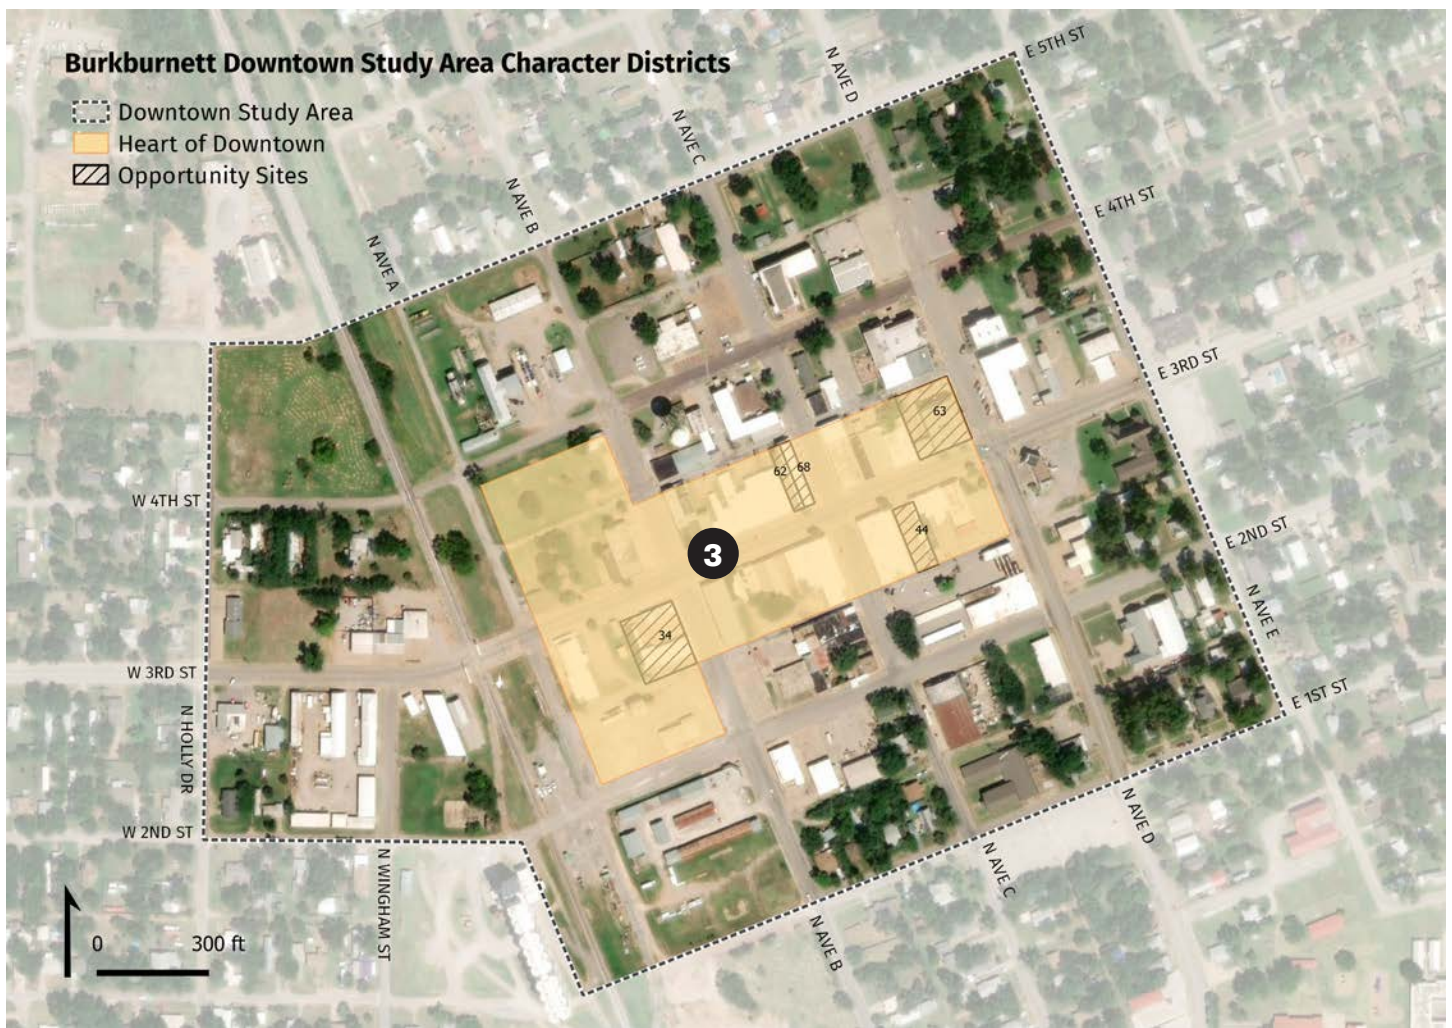 Burkburnett Downtown Study Area Character Districts
Downtown Study Area
Heart of Downtown
Opportunity Sites
E 5TH ST
N AVE D
N AVE C
N AVE B
N AVE A
E 4TH ST
E 3RD ST
63
62
68
W 4TH ST
44
E 2ND ST
3
N AVE E
34
W 3RD ST
N HOLLY DR
E 1ST ST
W 2ND ST
N WINGHAM ST
N AVE D
N AVE C
N AVE B
0
300 ft